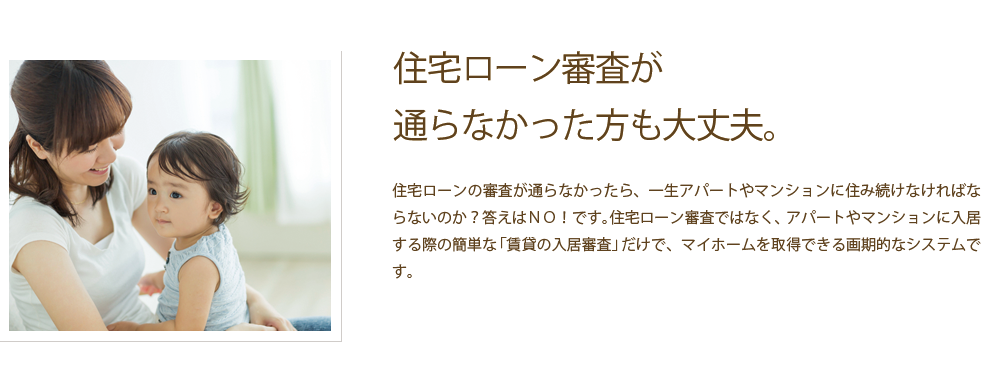 住宅ローン審査が
通らなかった方も大丈夫。
住宅ローンの審査が通らなかったら、一生アパートやマンションに住み続けなければな
らないのか？答えはＮＯ！です。住宅ローン審査ではなく、アパートやマンションに入居
する際の簡単な「賃貸の入居審査」だけで、マイホームを取得できる画期的なシステムで
す。